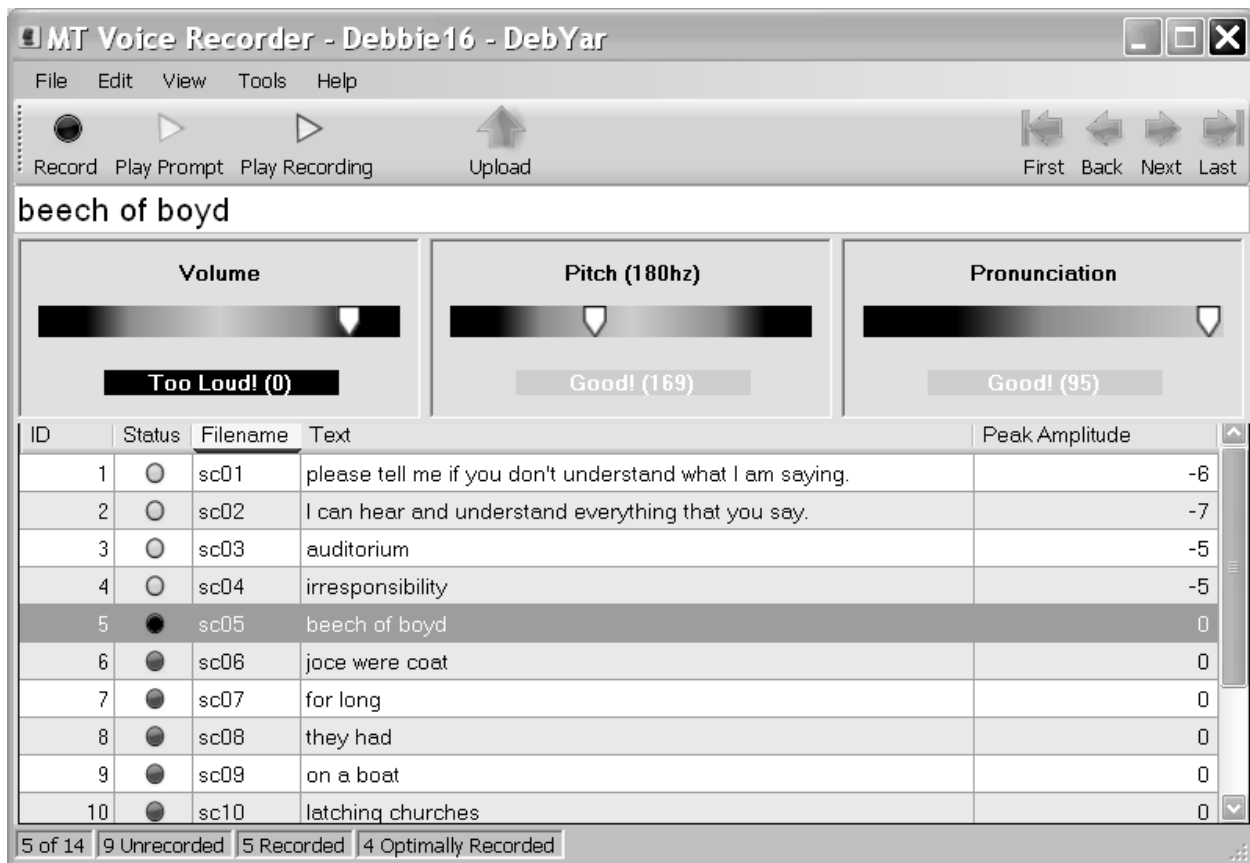 MT Voice Recorder - Debbie16 - DebYar
File Edit View Tools Help
Record Play Prompt Play Recording Upload First Back Next Last
beech of boyd
Volume Pitch (180hz) Pronunciation
Too Loud! (0) Good! (169) Good! (95)
ID Status Filename Text Peak Amplitude
1 sc01 please tell me if you don't understand what I am saying. -6
2 sc02 I can hear and understand everything that you say. -7
3 sc03 auditorium -5
4 sc04 irresponsibility -5
5 sc05 beech of boyd 0
6 sc06 joce were coat 0
7 sc07 for long 0
8 sc08 they had 0
9 sc09 on a boat 0
10 sc10 latching churches 0
5 of 14 9 Unrecorded 5 Recorded 4 Optimally Recorded